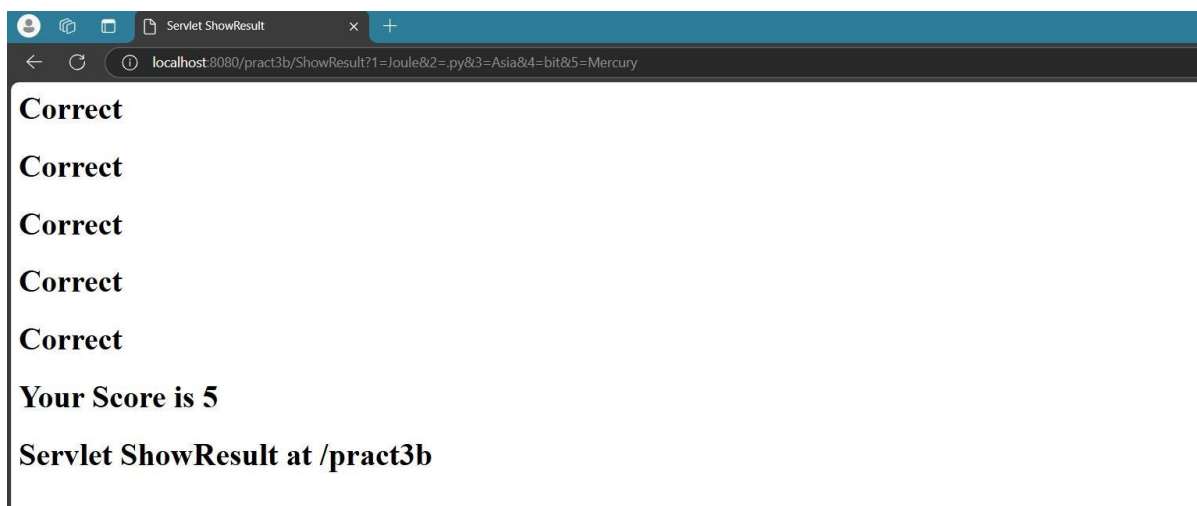 Servlet ShowResult
localhost:8080/pract3b/ShowResult?1=Joule&2=.py&3=Asia&4=bit&5=Mercury
Correct
Correct
Correct
Correct
Correct
Your Score is 5
Servlet ShowResult at /pract3b